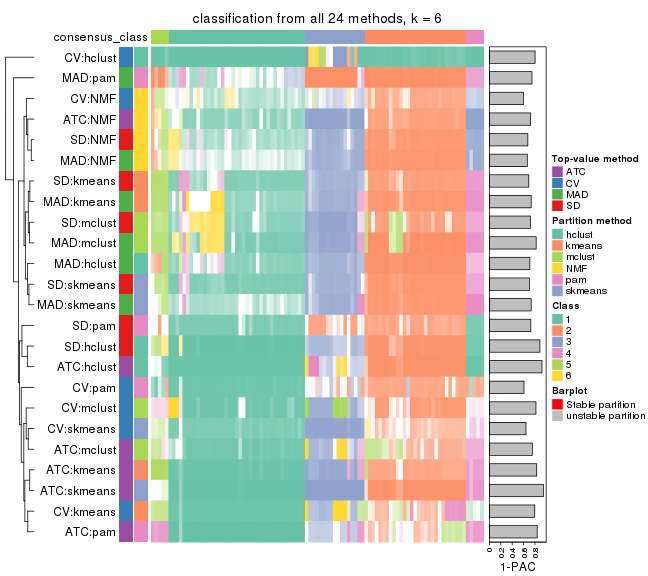 classification from all 24 methods, k = 6
consensus_class
CV:hclust
MAD:pam
CV:NMF
ATC:NMF
SD:NMF
MAD:NMF
SD:kmeans
MAD:kmeans
SD:mclust
MAD:mclust
MAD:hclust
SD:skmeans
MAD:skmeans
SD:pam
SD:hclust
ATC:hclust
CV:pam
CV:mclust
CV:skmeans
ATC:mclust
ATC:kmeans
ATC:skmeans
CV:kmeans
ATC:pam
0
0.2
0.4
0.6
0.8
1-PAC
Top-value method
ATC
CV
MAD
SD
Partition method
hclust
kmeans
mclust
NMF
pam
skmeans
Class
1
2
3
4
5
6
Barplot
Stable partition
unstable partition